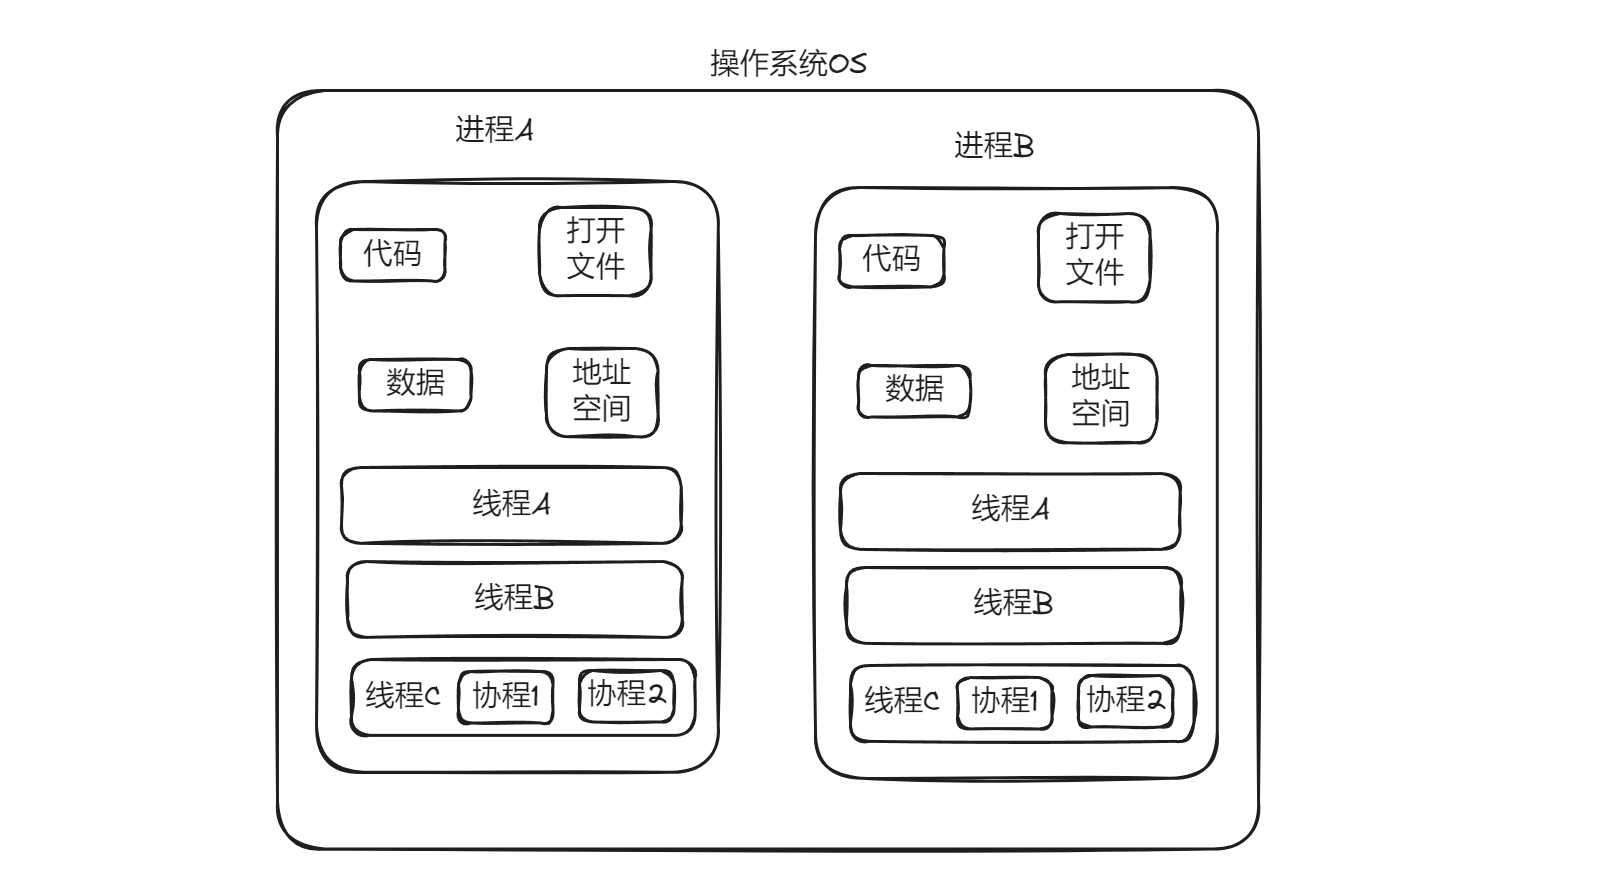 操作系统OS
进程A
代码
打开
文件
数据
地址
空间
线程A
线程B
线程C
协程1
协程2
进程B
代码
打开
文件
数据
地址
空间
线程A
线程B
线程C
协程1
协程2